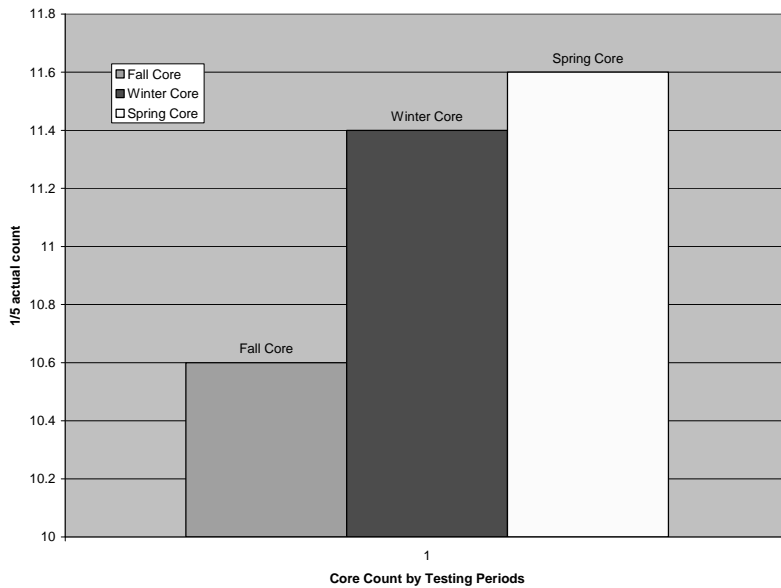 11.8
11.6
11.4
11.2
11
10.8
10.6
10.4
10.2
10
1/5 actual count
Fall Core
Winter Core
Spring Core
Fall Core
Winter Core
Spring Core
1
Core Count by Testing Periods